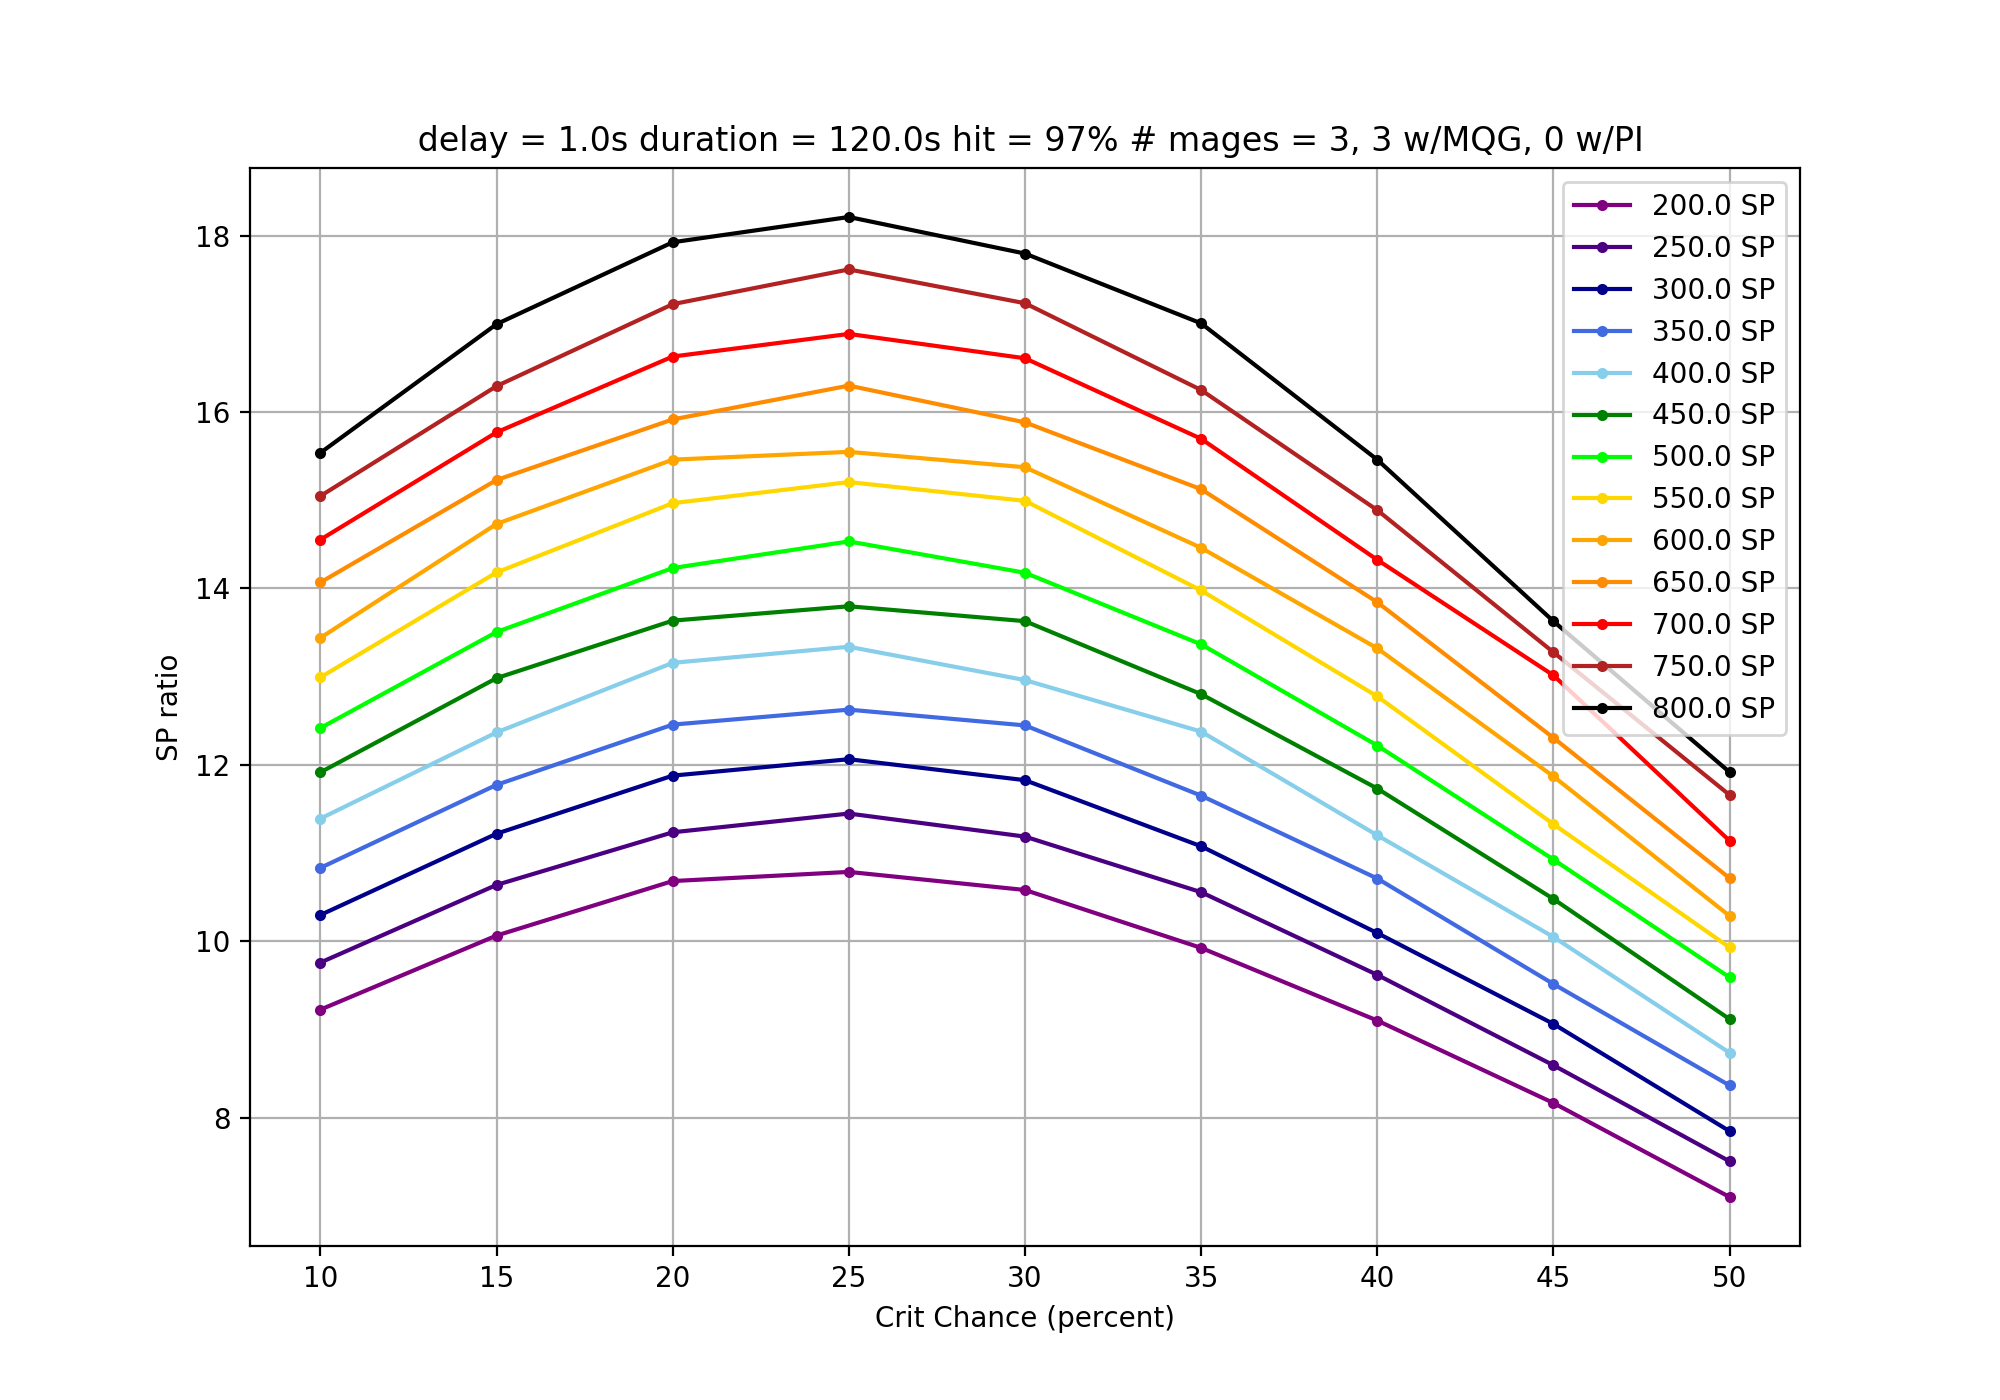 delay = 1.0s duration = 120.0s hit = 97% # mages = 3, 3 w/MQG, 0 w/PI
200.0 SP
250.0 SP
300.0 SP
350.0 SP
400.0 SP
450.0 SP
500.0 SP
550.0 SP
600.0 SP
650.0 SP
700.0 SP
750.0 SP
800.0 SP
18
16
14
12
10
8
SP ratio
10 15 20 25 30 35 40 45 50
Crit Chance (percent)